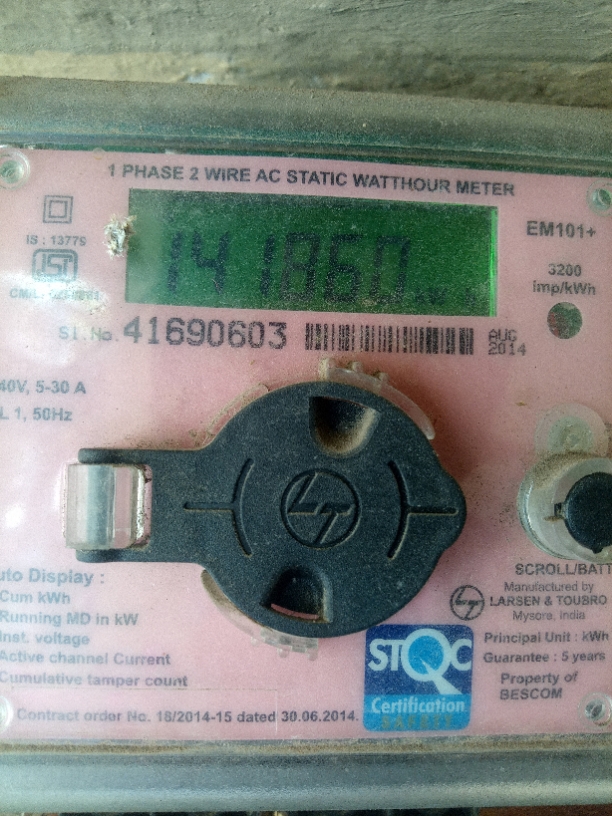 1 PHASE 2 WIRE AC STATIC WATTHOUR METER
EM101+
IS : 13779
3200
imp/kWh
CM/L
Sl.No. 41690603
AUG
2014
40V, 5-30 A
L 1, 50Hz
LT
SCROLL/BATT
uto Display :
Cum kWh
Running MD in kW
Inst. voltage
Active channel Current
Cumulative tamper count
Manufactured by
LARSEN & TOUBRO
Mysore, India
STQC
Certification
SAFETY
Principal Unit : kWh
Guarantee : 5 years
Property of
BESCOM
Contract order No. 18/2014-15 dated 30.06.2014.